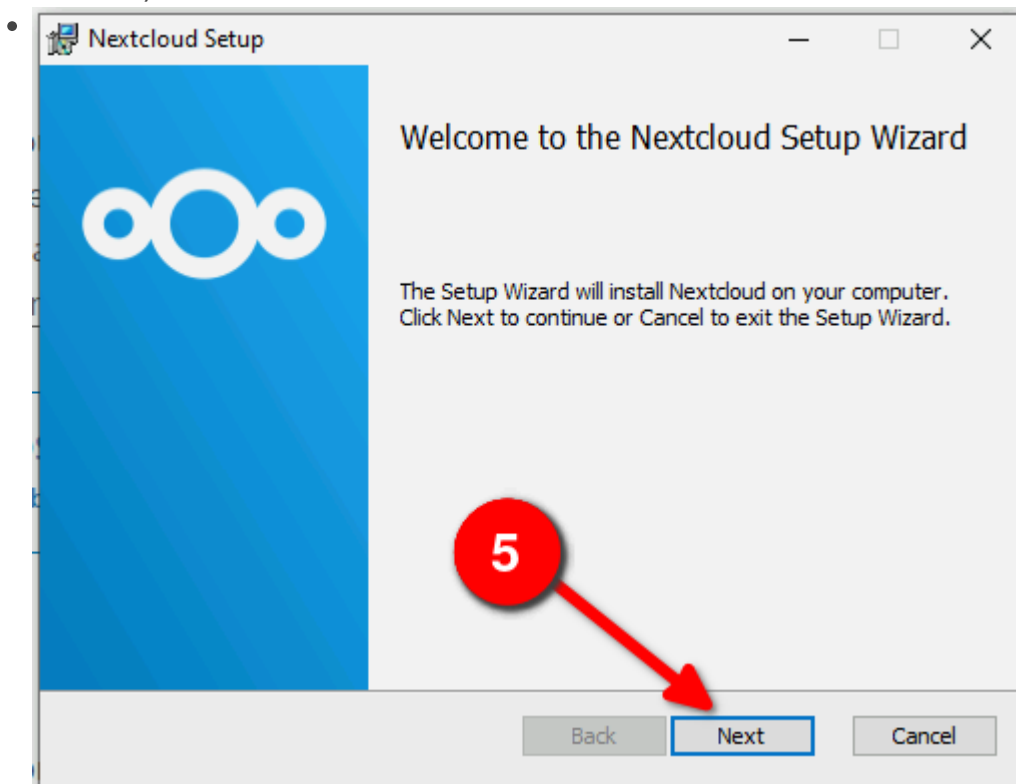 Nextcloud Setup
Welcome to the Nextcloud Setup Wizard
The Setup Wizard will install Nextcloud on your computer.
Click Next to continue or Cancel to exit the Setup Wizard.
5
Back Next Cancel